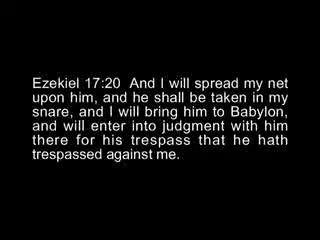 Ezekiel 17:20  And I will spread my net
upon him, and he shall be taken in my
snare, and I will bring him to Babylon,
and will enter into judgment with him
there for his trespass that he hath
trespassed against me.